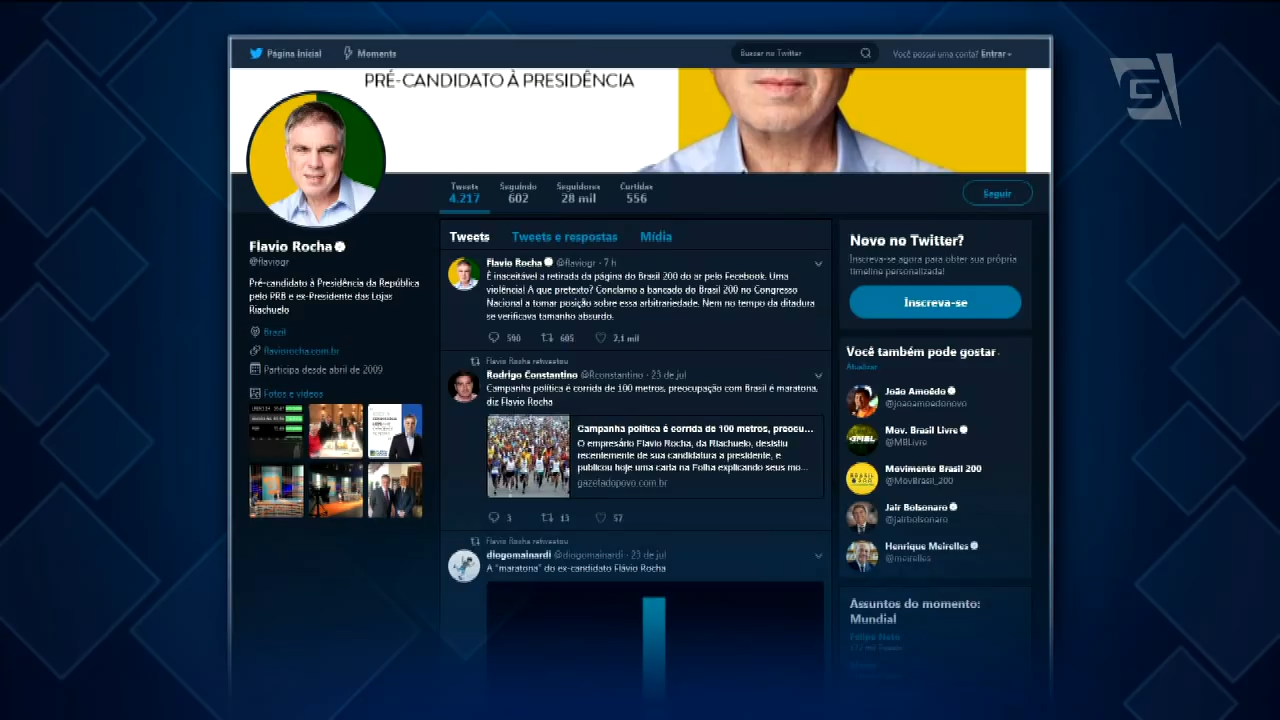 Página Inicial
Moments
Buscar no Twitter
Você possui uma conta? Entrar
PRÉ-CANDIDATO À PRESIDÊNCIA
Tweets
4.217
Seguindo
602
Seguidores
28 mil
Curtidas
556
Seguir
Flavio Rocha
@flaviogr
Pré-candidato à Presidência da República
pelo PRB e ex-Presidente das Lojas
Riachuelo
Brazil
flaviorocha.com.br
Participa desde abril de 2009
Fotos e vídeos
Tweets
Tweets e respostas
Mídia
Flavio Rocha @flaviogr · 7 h
É inaceitável a retirada da página do Brasil 200 do ar pelo Facebook. Uma
violência! A que pretexto? Conclamo a bancada do Brasil 200 no Congresso
Nacional a tomar posição sobre essa arbitrariedade. Nem no tempo da ditadura
se verificava tamanho absurdo.
590
605
2,1 mil
Flavio Rocha retweetou
Rodrigo Constantino @Rconstantino · 23 de jul
Campanha política é corrida de 100 metros, preocupação com Brasil é maratona,
diz Flavio Rocha
Campanha política é corrida de 100 metros, preocu...
O empresário Flavio Rocha, da Riachuelo, desistiu
recentemente de sua candidatura a presidente, e
publicou hoje uma carta na Folha explicando seus mo...
gazetadopovo.com.br
3
13
57
Flavio Rocha retweetou
diogomainardi @diogomainardi · 23 de jul
A "maratona" do ex-candidato Flávio Rocha
Novo no Twitter?
Inscreva-se agora para obter sua própria
timeline personalizada!
Inscreva-se
Você também pode gostar
Atualizar
João Amoêdo
@joaoamoedonovo
Mov. Brasil Livre
@MBLivre
Movimento Brasil 200
@MovBrasil_200
Jair Bolsonaro
@jairbolsonaro
Henrique Meirelles
@meirelles
Assuntos do momento:
Mundial
Felipe Neto